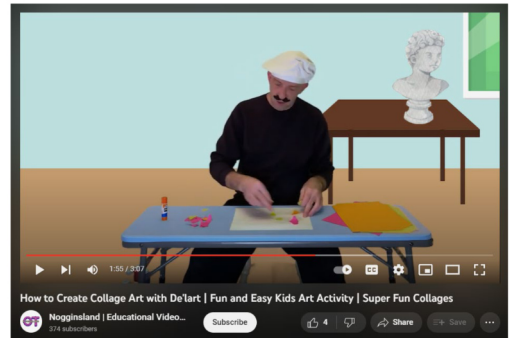 1:55 / 3:07
CC
How to Create Collage Art with De'lart | Fun and Easy Kids Art Activity | Super Fun Collages
Nogginsland | Educational Video...
374 subscribers
Subscribe
4
Share
Save